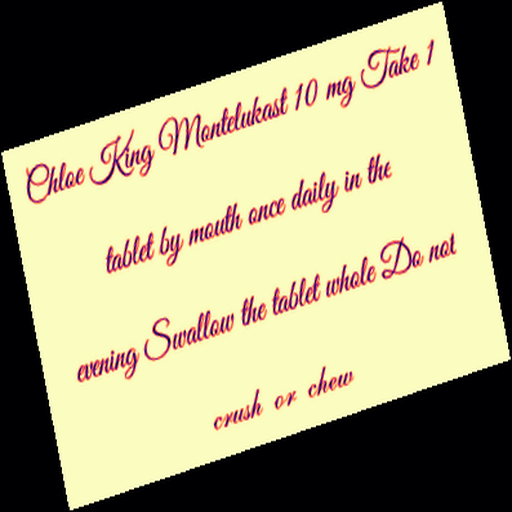 Chloe King Montelukast 10 mg Take 1
tablet by mouth once daily in the
evening Swallow the tablet whole Do not
crush or chew